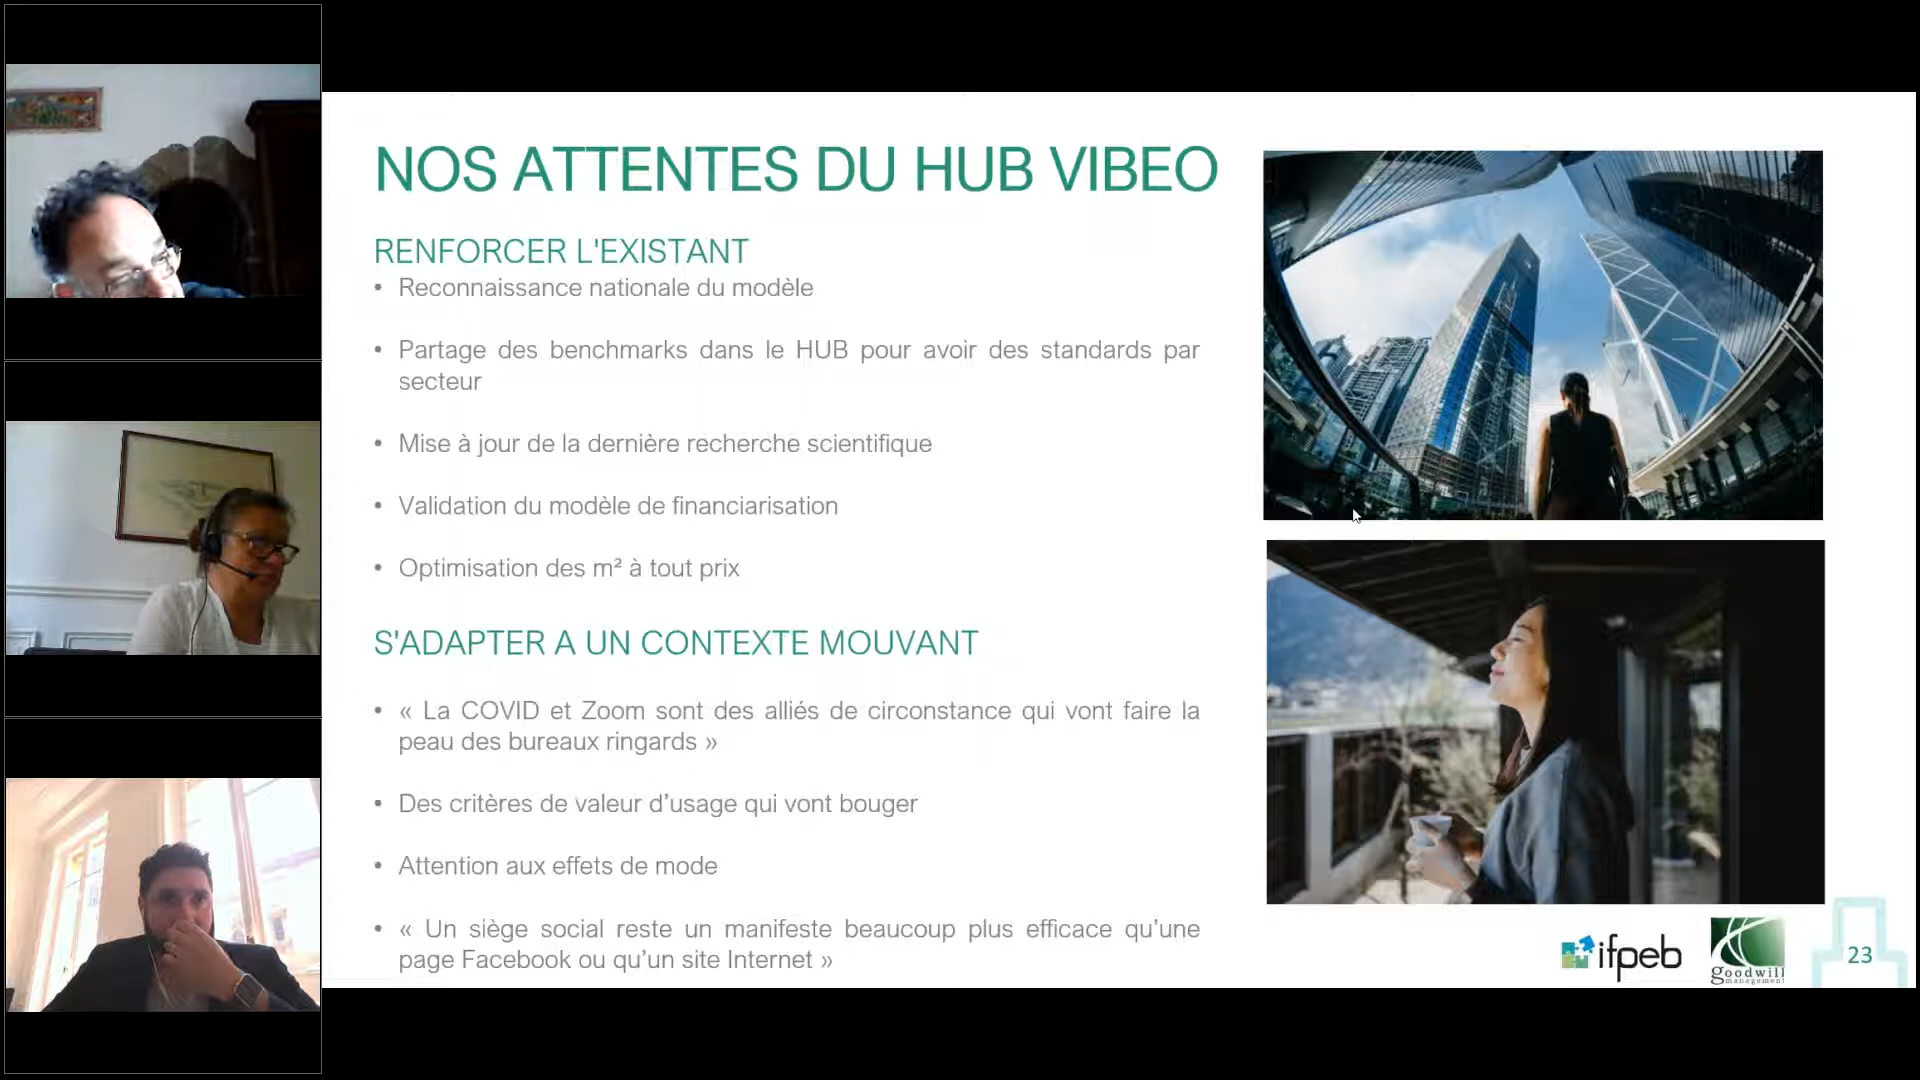 NOS ATTENTES DU HUB VIBEO
RENFORCER L'EXISTANT
• Reconnaissance nationale du modèle
• Partage des benchmarks dans le HUB pour avoir des standards par
secteur
• Mise à jour de la dernière recherche scientifique
• Validation du modèle de financiarisation
• Optimisation des m² à tout prix
S'ADAPTER A UN CONTEXTE MOUVANT
• « La COVID et Zoom sont des alliés de circonstance qui vont faire la
peau des bureaux ringards »
• Des critères de valeur d’usage qui vont bouger
• Attention aux effets de mode
• « Un siège social reste un manifeste beaucoup plus efficace qu’une
page Facebook ou qu’un site Internet »
ifpeb
goodwill
management
23